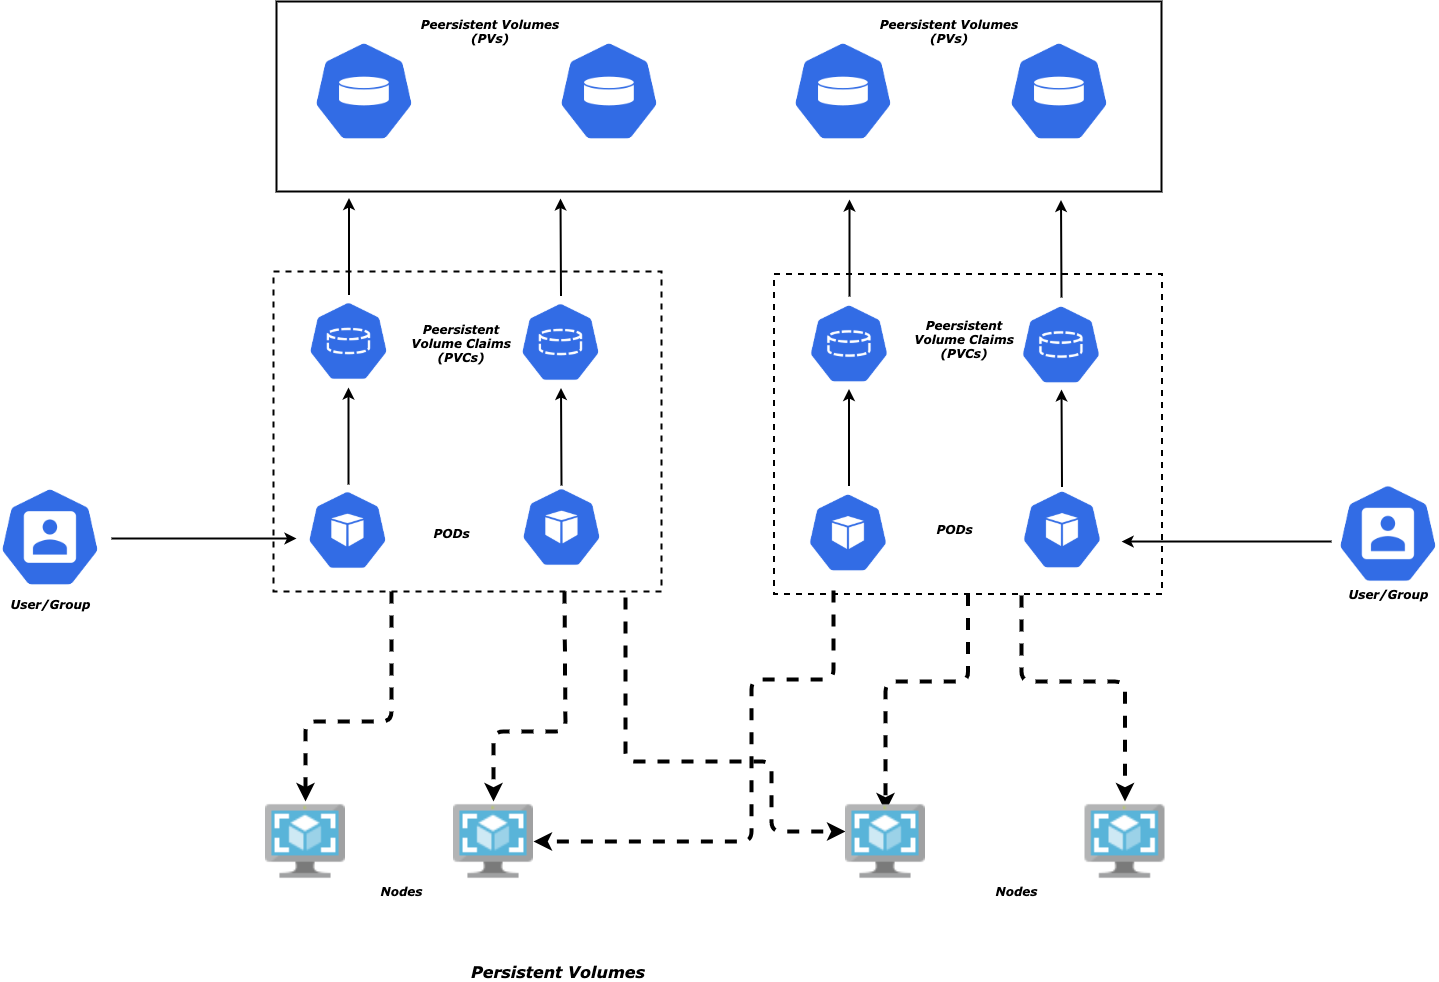 Peersistent Volumes
(PVs)
Peersistent Volumes
(PVs)
Peersistent
Volume Claims
(PVCs)
Peersistent
Volume Claims
(PVCs)
PODs
PODs
User/Group
User/Group
Nodes
Nodes
Persistent Volumes